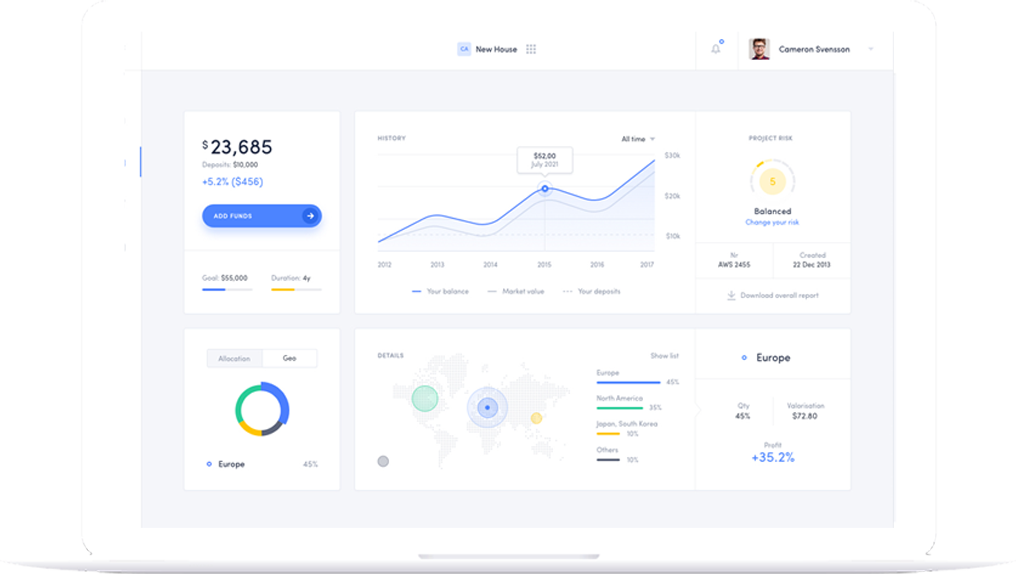 CA New House
Cameron Svensson
$23,685
Deposits: $10,000
+5.2% ($456)
ADD FUNDS
Goal: $55,000 Duration: 4y
HISTORY
All time
$52,00
July 2021
$30k
$20k
$10k
2012 2013 2014 2015 2016 2017
Your balance Market value Your deposits
PROJECT RISK
5
Balanced
Change your risk
Nr Created
AWS 2455 22 Dec 2013
Download overall report
Allocation Geo
Europe 45%
DETAILS
Show list
Europe
45%
North America
35%
Japan, South Korea
10%
Others
10%
Europe
Qty Valorisation
45% $72.80
Profit
+35.2%